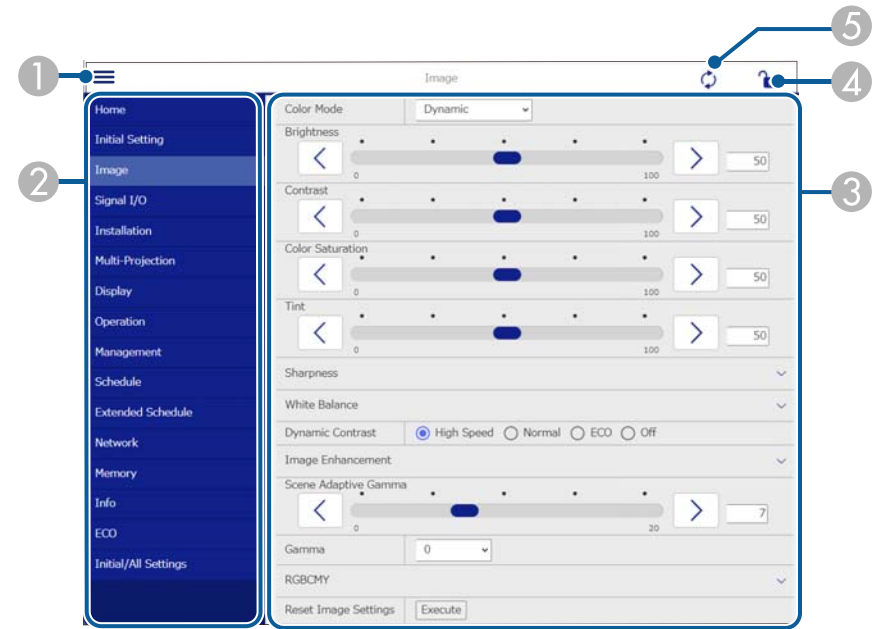 5
1
Image
4
Home
Initial Setting
Image
Signal I/O
Installation
Multi-Projection
Display
Operation
Management
Schedule
Extended Schedule
Network
Memory
Info
ECO
Initial/All Settings
2
Color Mode Dynamic
Brightness
0 100 50
Contrast
0 100 50
Color Saturation
0 100 50
Tint
0 100 50
Sharpness
White Balance
Dynamic Contrast High Speed Normal ECO Off
Image Enhancement
Scene Adaptive Gamma
0 20 7
Gamma 0
RGBCMY
Reset Image Settings Execute
3